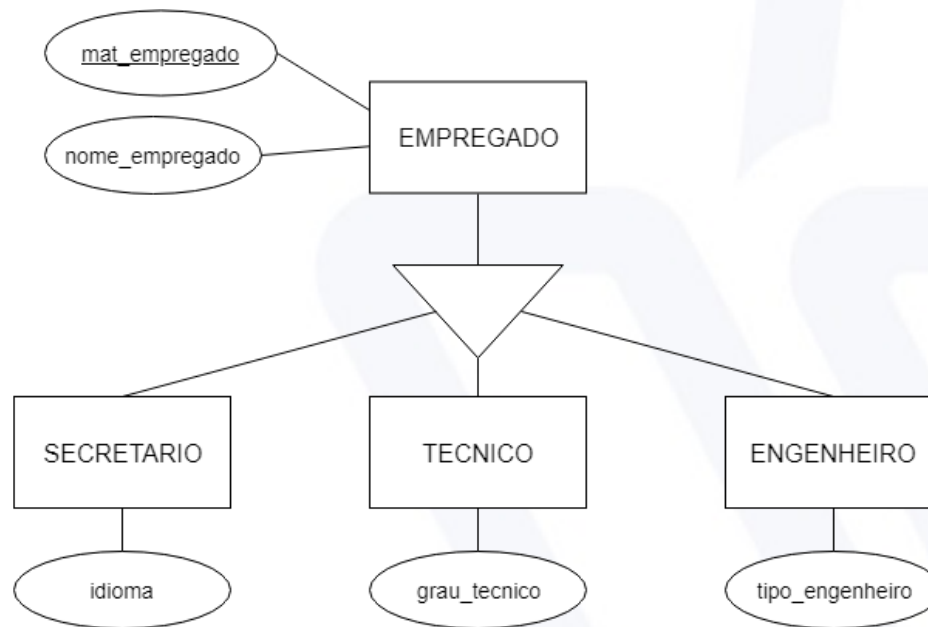 mat_empregado
EMPREGADO
nome_empregado
SECRETARIO
TECNICO
ENGENHEIRO
idioma
grau_tecnico
tipo_engenheiro